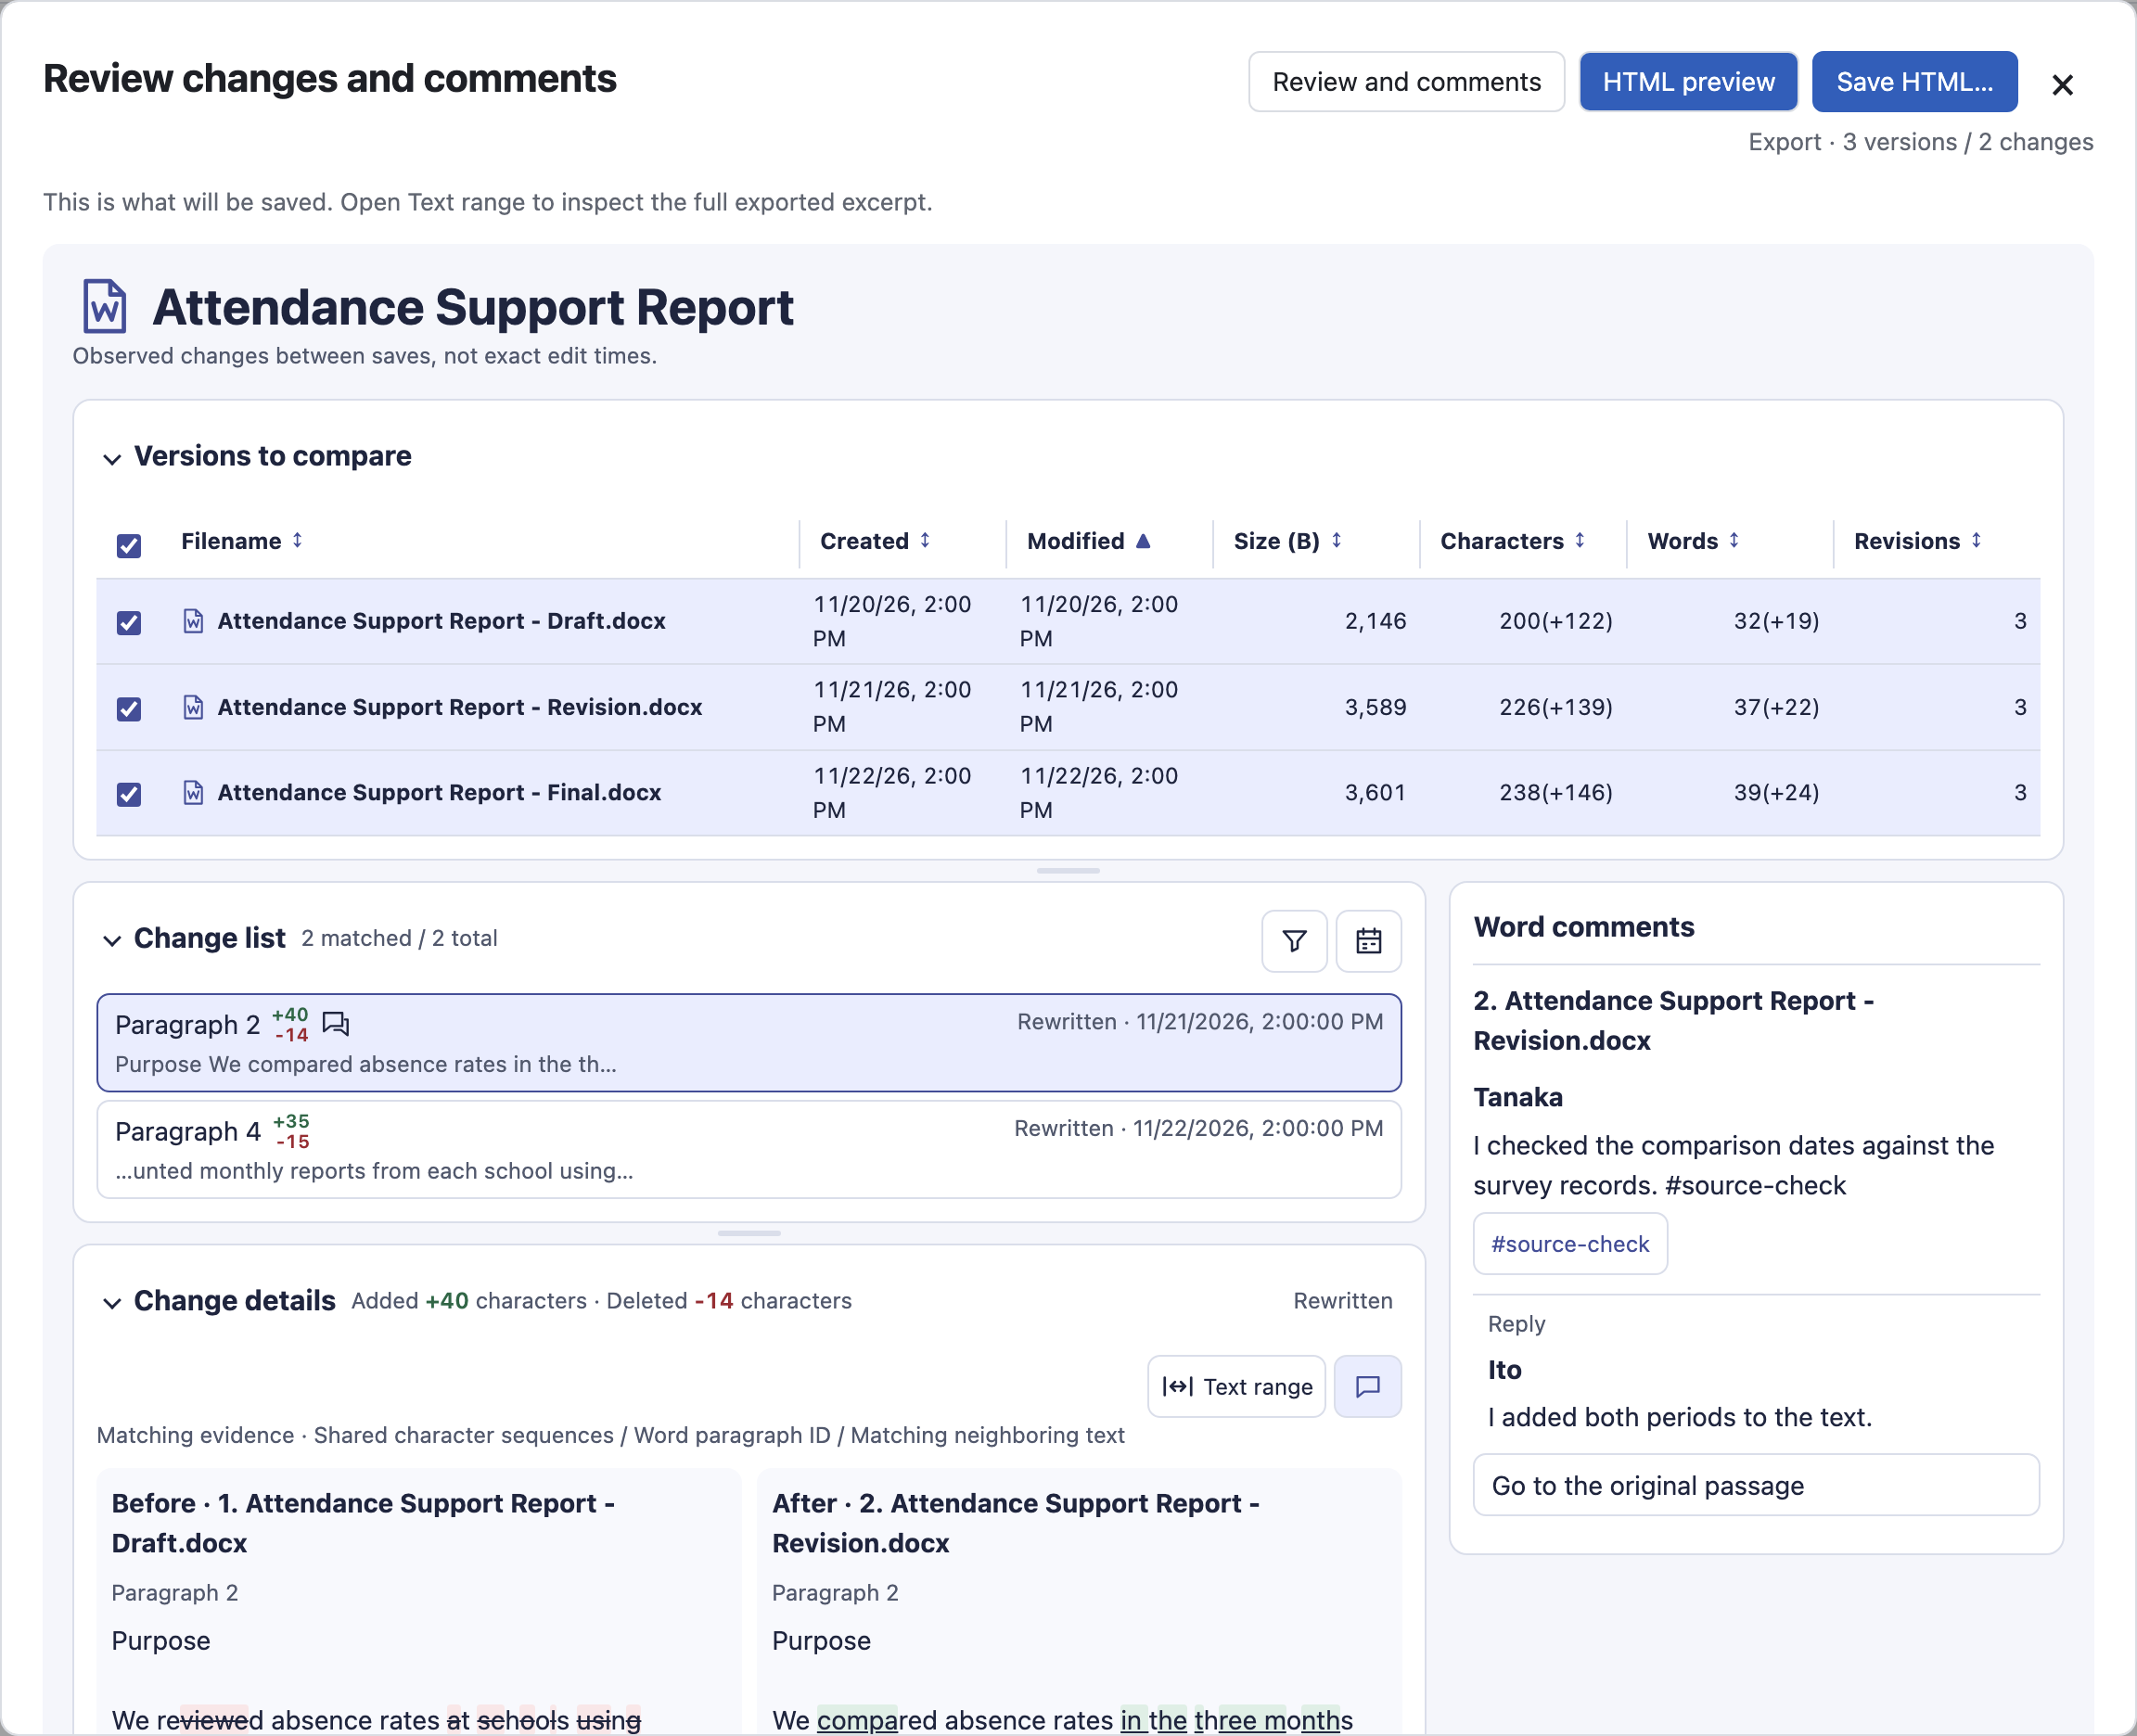 Review changes and comments
Review and comments
HTML preview
Save HTML...
Export · 3 versions / 2 changes
This is what will be saved. Open Text range to inspect the full exported excerpt.
Attendance Support Report
Observed changes between saves, not exact edit times.
Versions to compare
Filename Created Modified Size (B) Characters Words Revisions
Attendance Support Report - Draft.docx 11/20/26, 2:00 PM 11/20/26, 2:00 PM 2,146 200(+122) 32(+19) 3
Attendance Support Report - Revision.docx 11/21/26, 2:00 PM 11/21/26, 2:00 PM 3,589 226(+139) 37(+22) 3
Attendance Support Report - Final.docx 11/22/26, 2:00 PM 11/22/26, 2:00 PM 3,601 238(+146) 39(+24) 3
Change list 2 matched / 2 total
Paragraph 2 +40 -14 Rewritten · 11/21/2026, 2:00:00 PM
Purpose We compared absence rates in the th...
Paragraph 4 +35 -15 Rewritten · 11/22/2026, 2:00:00 PM
...unted monthly reports from each school using...
Change details Added +40 characters · Deleted -14 characters Rewritten
Text range
Matching evidence · Shared character sequences / Word paragraph ID / Matching neighboring text
Before · 1. Attendance Support Report -
Draft.docx
Paragraph 2
Purpose
We reviewed absence rates at schools using
After · 2. Attendance Support Report -
Revision.docx
Paragraph 2
Purpose
We compared absence rates in the three months
Word comments
2. Attendance Support Report -
Revision.docx
Tanaka
I checked the comparison dates against the
survey records. #source-check
#source-check
Reply
Ito
I added both periods to the text.
Go to the original passage